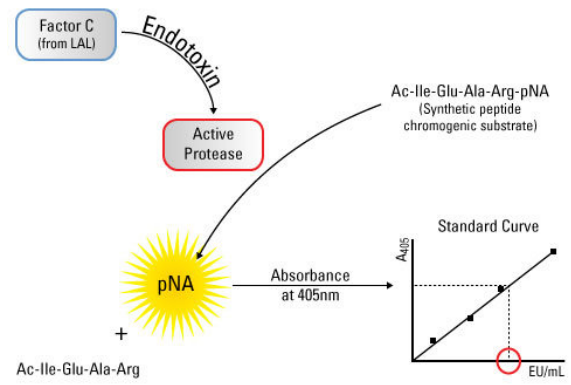 Factor C
(from LAL)
Endotoxin
Active
Protease
Ac-Ile-Glu-Ala-Arg-pNA
(Synthetic peptide
chromogenic substrate)
pNA
+
Ac-Ile-Glu-Ala-Arg
Absorbance
at 405nm
Standard Curve
A405
EU/mL